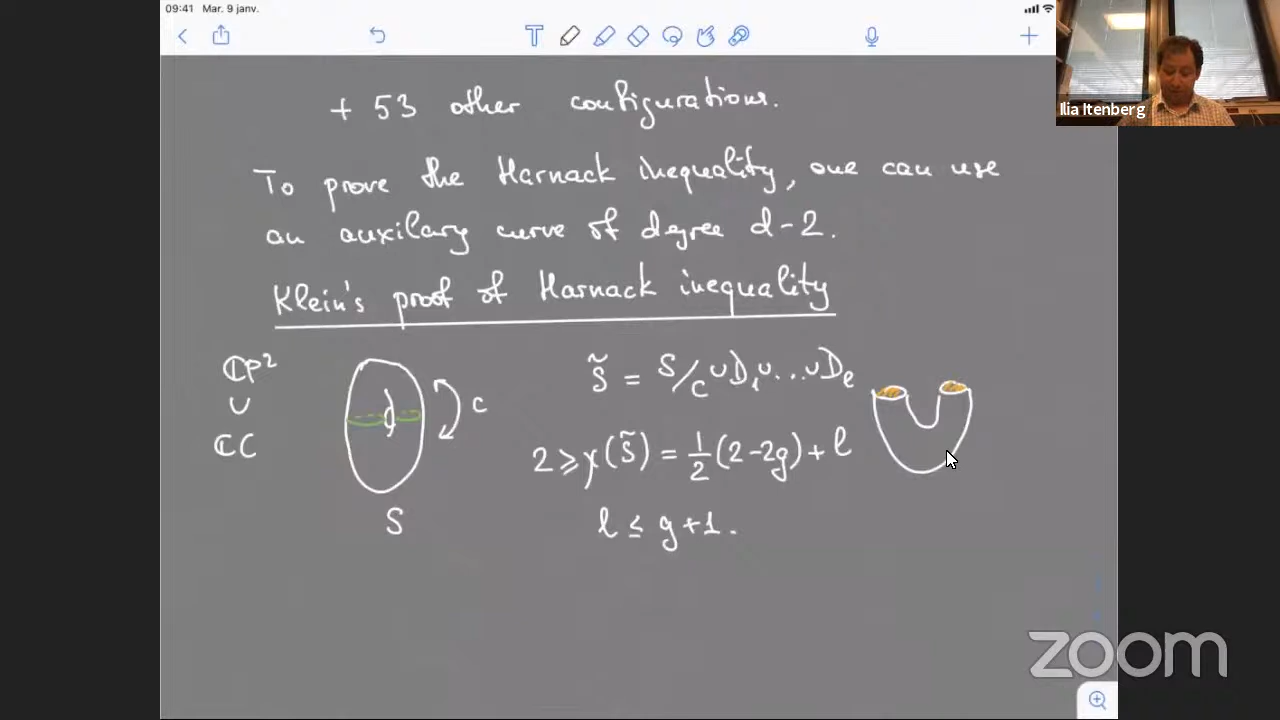 09:41 Mar. 9 janv.
Ilia Itenberg
+ 53 other configurations.
To prove the Harnack inequality, one can use
an auxilary curve of degree d-2.
Klein's proof of Harnack inequality
ℂP²
∪
ℂC
c
S
S̃ = S/c ∪ D₁ ∪ ... ∪ Dₗ
2 ≥ χ(S̃) = 1/2 (2-2g) + l
l ≤ g+1.
zoom